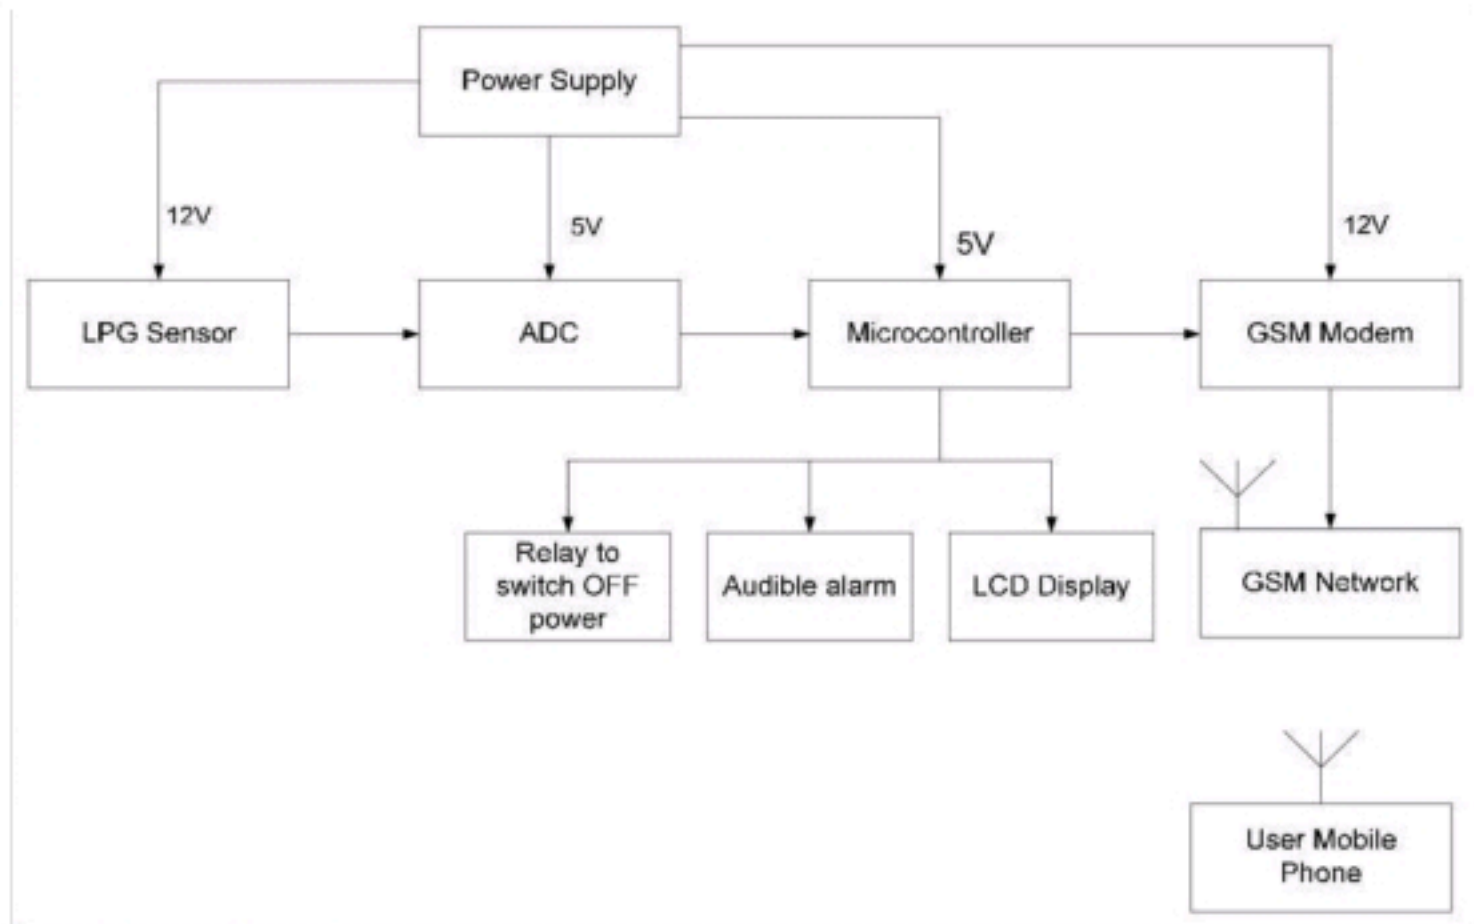 Power Supply
12V
5V
5V
12V
LPG Sensor
ADC
Microcontroller
GSM Modem
Relay to
switch OFF
power
Audible alarm
LCD Display
GSM Network
User Mobile
Phone